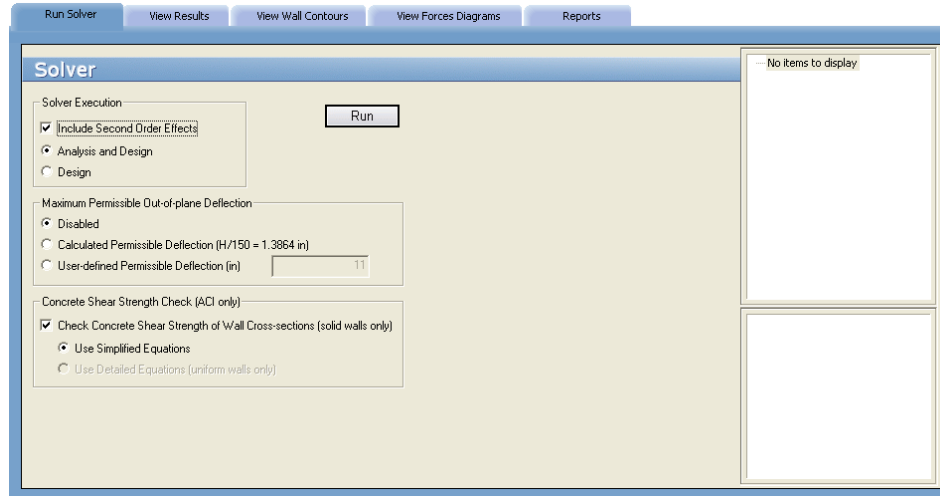 Run Solver
View Results
View Wall Contours
View Forces Diagrams
Reports
Solver
Solver Execution
Include Second Order Effects
Analysis and Design
Design
Run
Maximum Permissible Out-of-plane Deflection
Disabled
Calculated Permissible Deflection (H/150 = 1.3864 in)
User-defined Permissible Deflection (in)
11
Concrete Shear Strength Check (ACI only)
Check Concrete Shear Strength of Wall Cross-sections (solid walls only)
Use Simplified Equations
Use Detailed Equations (uniform walls only)
No items to display